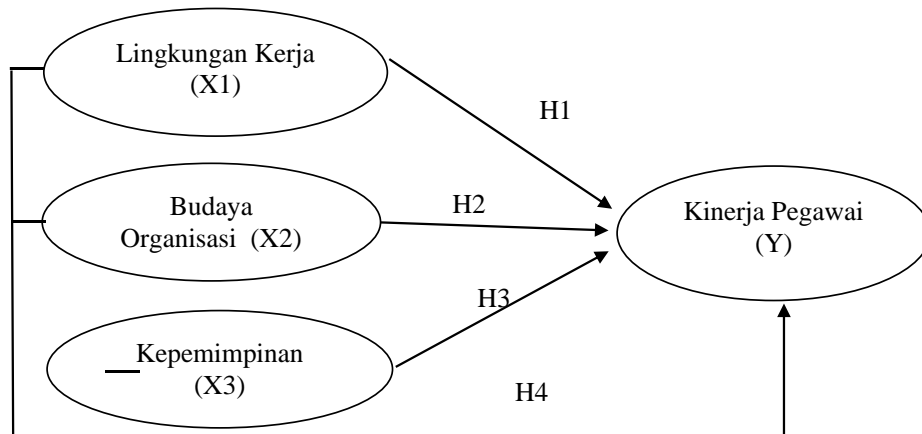 Lingkungan Kerja
(X1)
H1
Budaya
Organisasi (X2)
H2
Kinerja Pegawai
(Y)
H3
Kepemimpinan
(X3)
H4